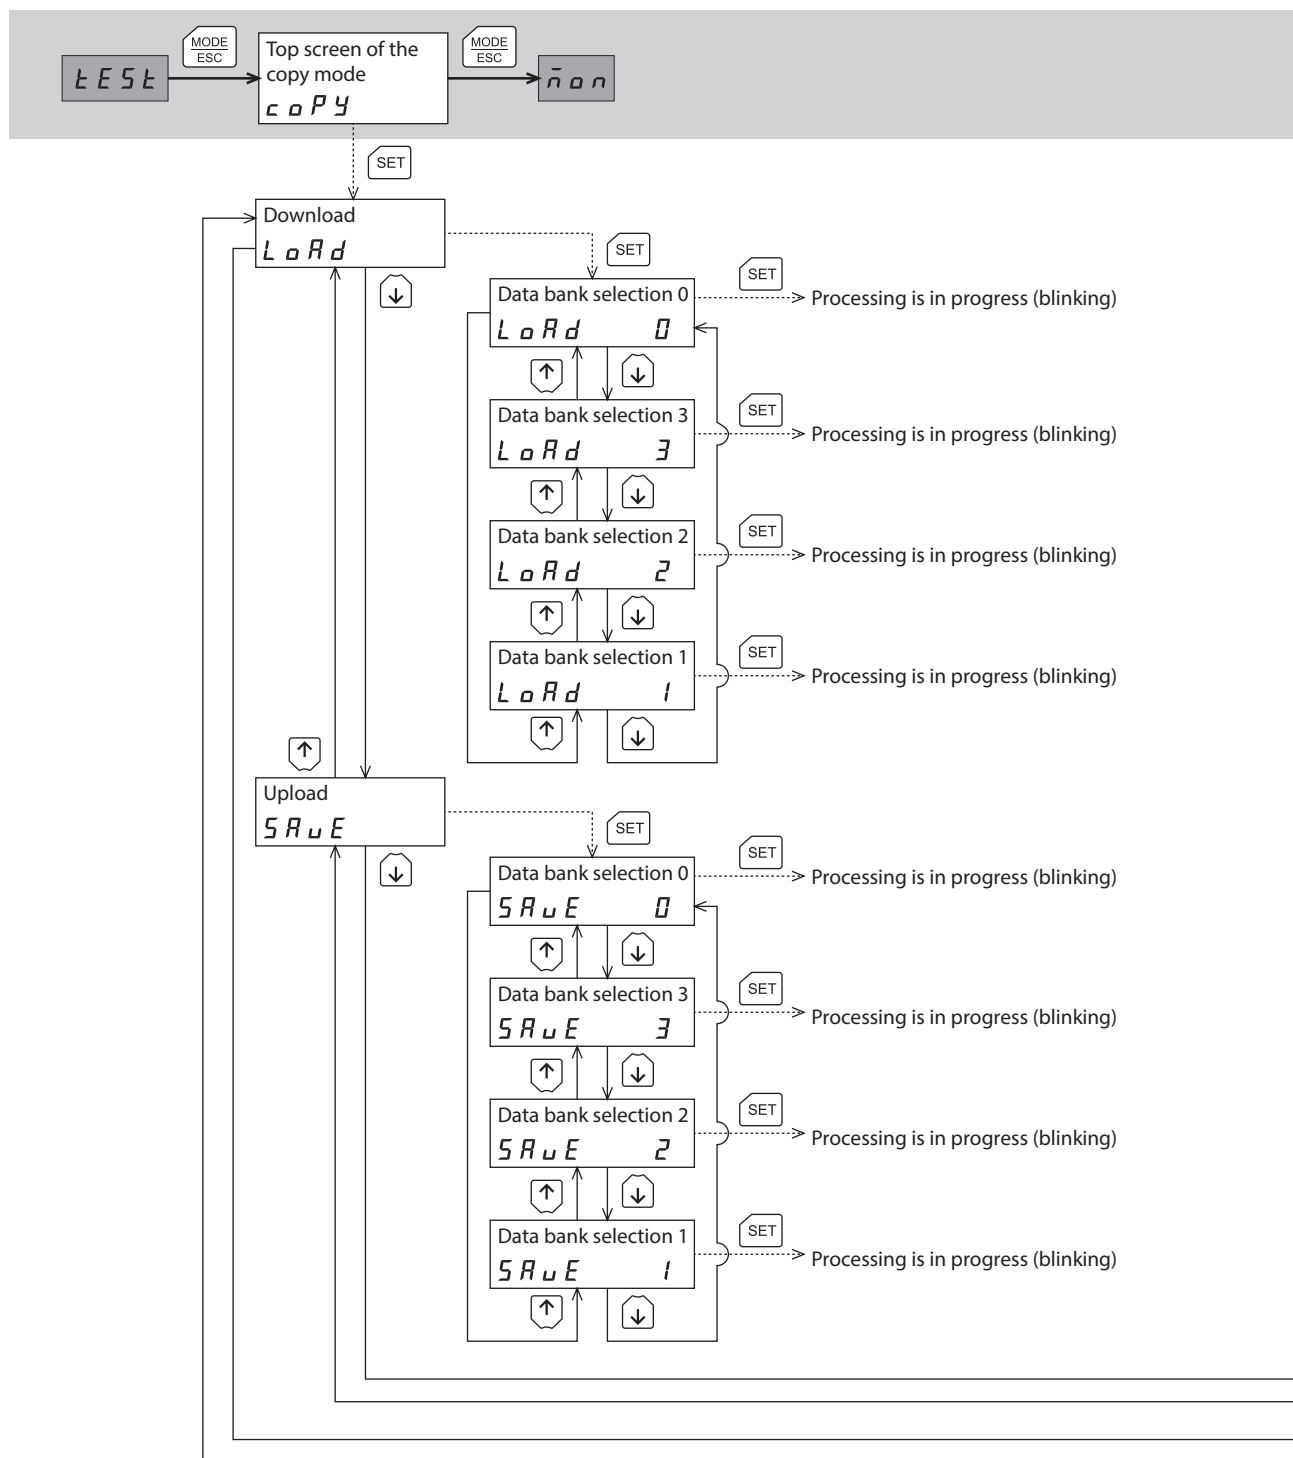 MODE
ESC
MODE
ESC
Top screen of the
copy mode
tESt
coPY
Mon
SET
Download
LoAd
SET
SET
Data bank selection 0
Processing is in progress (blinking)
LoAd 0
SET
Data bank selection 3
Processing is in progress (blinking)
LoAd 3
SET
Data bank selection 2
Processing is in progress (blinking)
LoAd 2
SET
Data bank selection 1
Processing is in progress (blinking)
LoAd 1
Upload
SAvE
SET
SET
Data bank selection 0
Processing is in progress (blinking)
SAvE 0
SET
Data bank selection 3
Processing is in progress (blinking)
SAvE 3
SET
Data bank selection 2
Processing is in progress (blinking)
SAvE 2
SET
Data bank selection 1
Processing is in progress (blinking)
SAvE 1